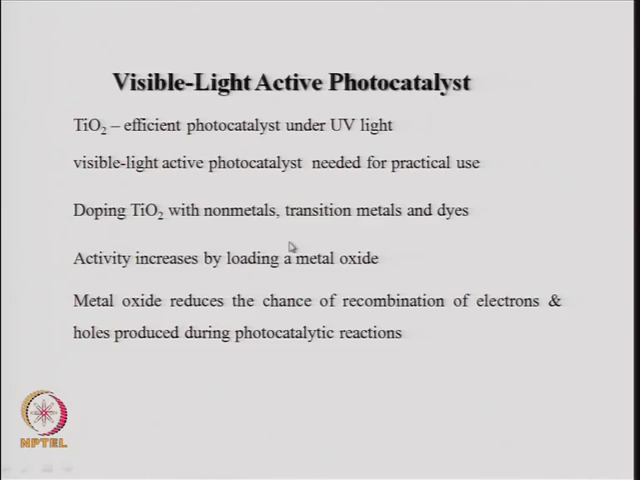 Visible-Light Active Photocatalyst
TiO₂ – efficient photocatalyst under UV light
visible-light active photocatalyst needed for practical use
Doping TiO₂ with nonmetals, transition metals and dyes
Activity increases by loading a metal oxide
Metal oxide reduces the chance of recombination of electrons &
holes produced during photocatalytic reactions
NPTEL